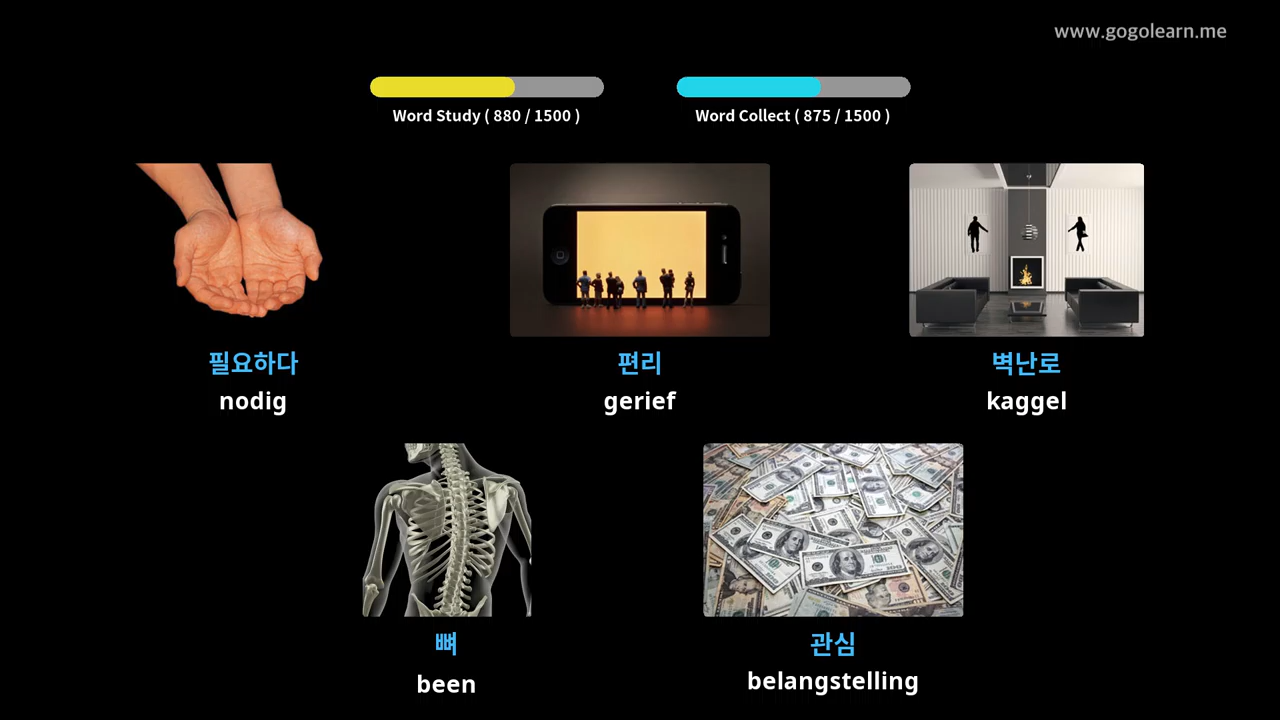 www.gogolearn.me
Word Study ( 880 / 1500 )
Word Collect ( 875 / 1500 )
필요하다
nodig
편리
gerief
벽난로
kaggel
뼈
been
관심
belangstelling